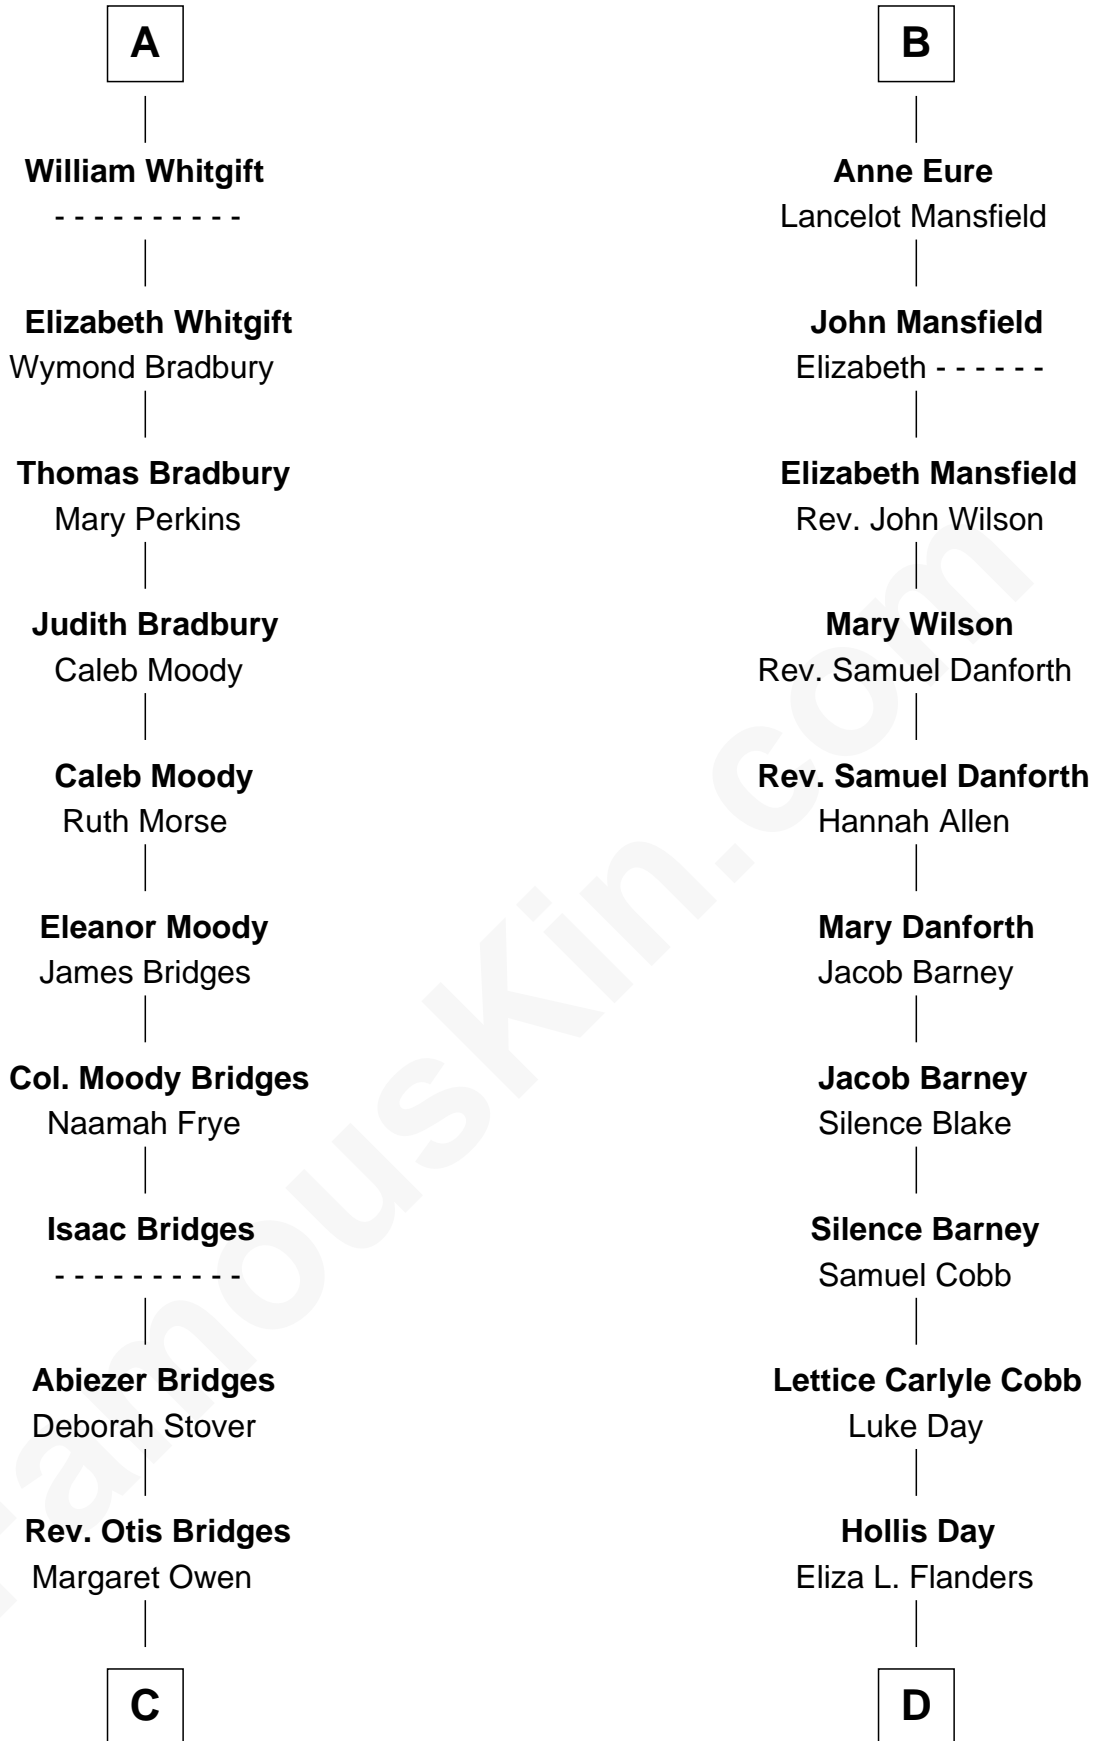 A
William Whitgift
- - - - - - - - - -
Elizabeth Whitgift
Wymond Bradbury
Thomas Bradbury
Mary Perkins
Judith Bradbury
Caleb Moody
Caleb Moody
Ruth Morse
Eleanor Moody
James Bridges
Col. Moody Bridges
Naamah Frye
Isaac Bridges
- - - - - - - - - -
Abiezer Bridges
Deborah Stover
Rev. Otis Bridges
Margaret Owen
C
B
Anne Eure
Lancelot Mansfield
John Mansfield
Elizabeth - - - - - -
Elizabeth Mansfield
Rev. John Wilson
Mary Wilson
Rev. Samuel Danforth
Rev. Samuel Danforth
Hannah Allen
Mary Danforth
Jacob Barney
Jacob Barney
Silence Blake
Silence Barney
Samuel Cobb
Lettice Carlyle Cobb
Luke Day
Hollis Day
Eliza L. Flanders
D
FamousKin.com